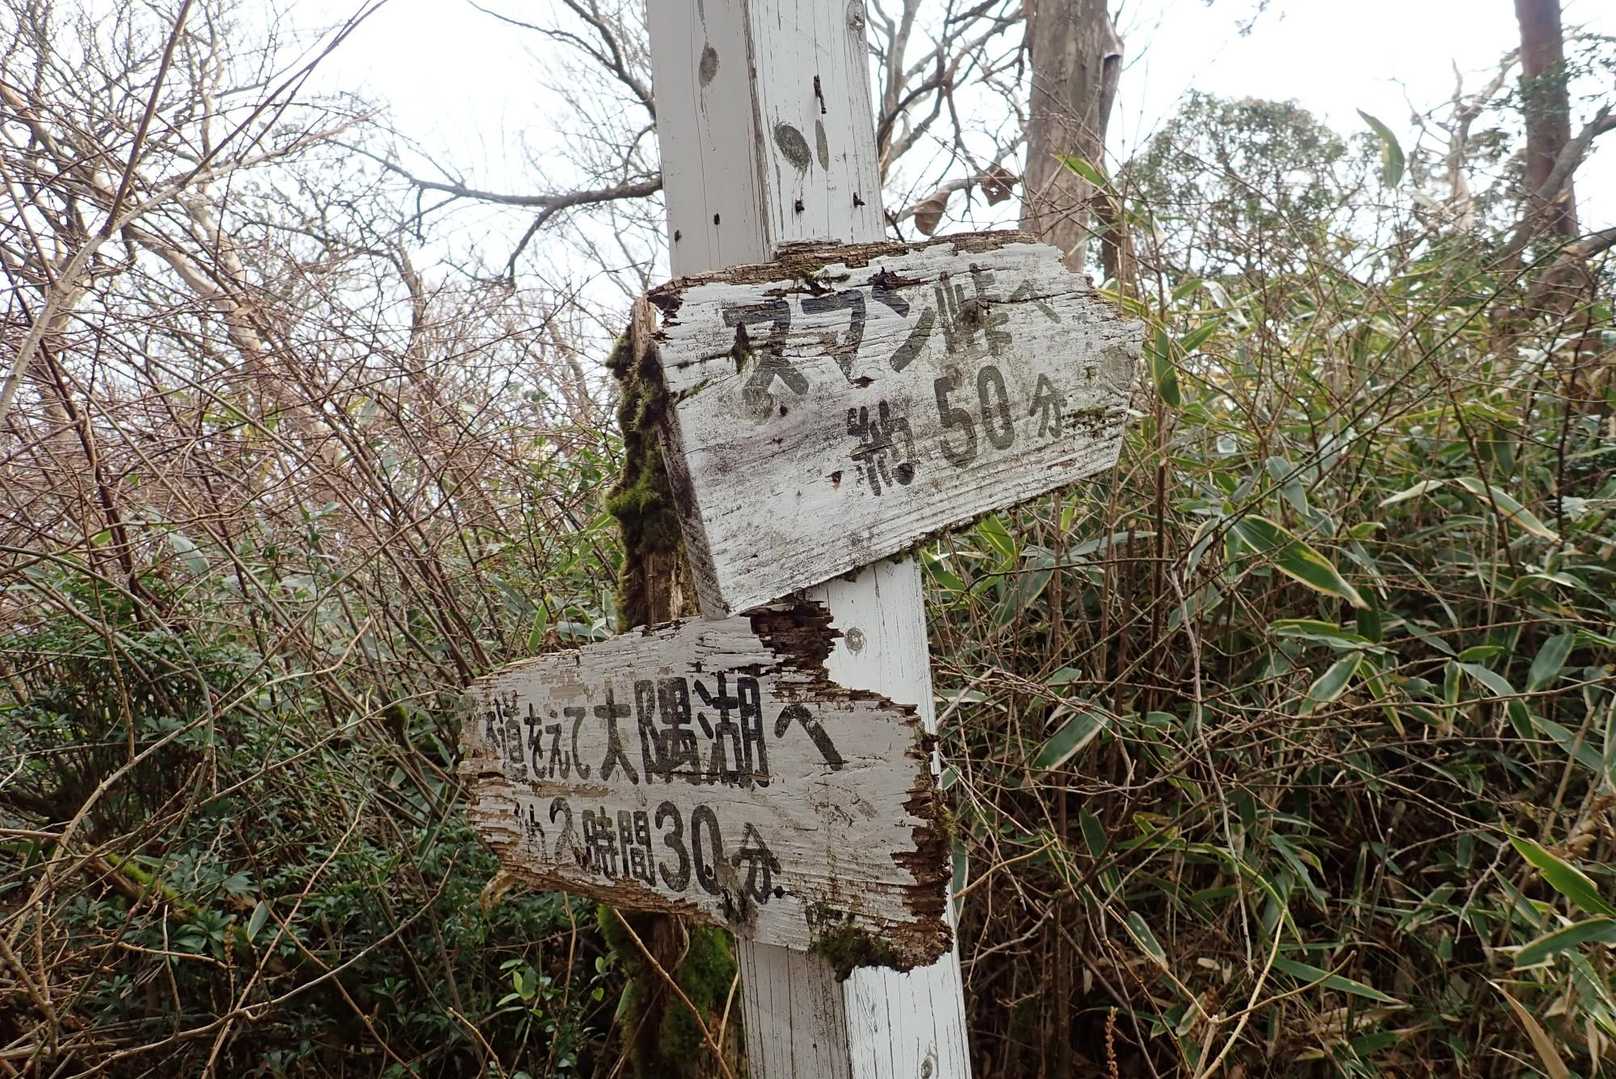 ヌマン峠へ
約50分
道をえて大隅湖へ
約2時間30分